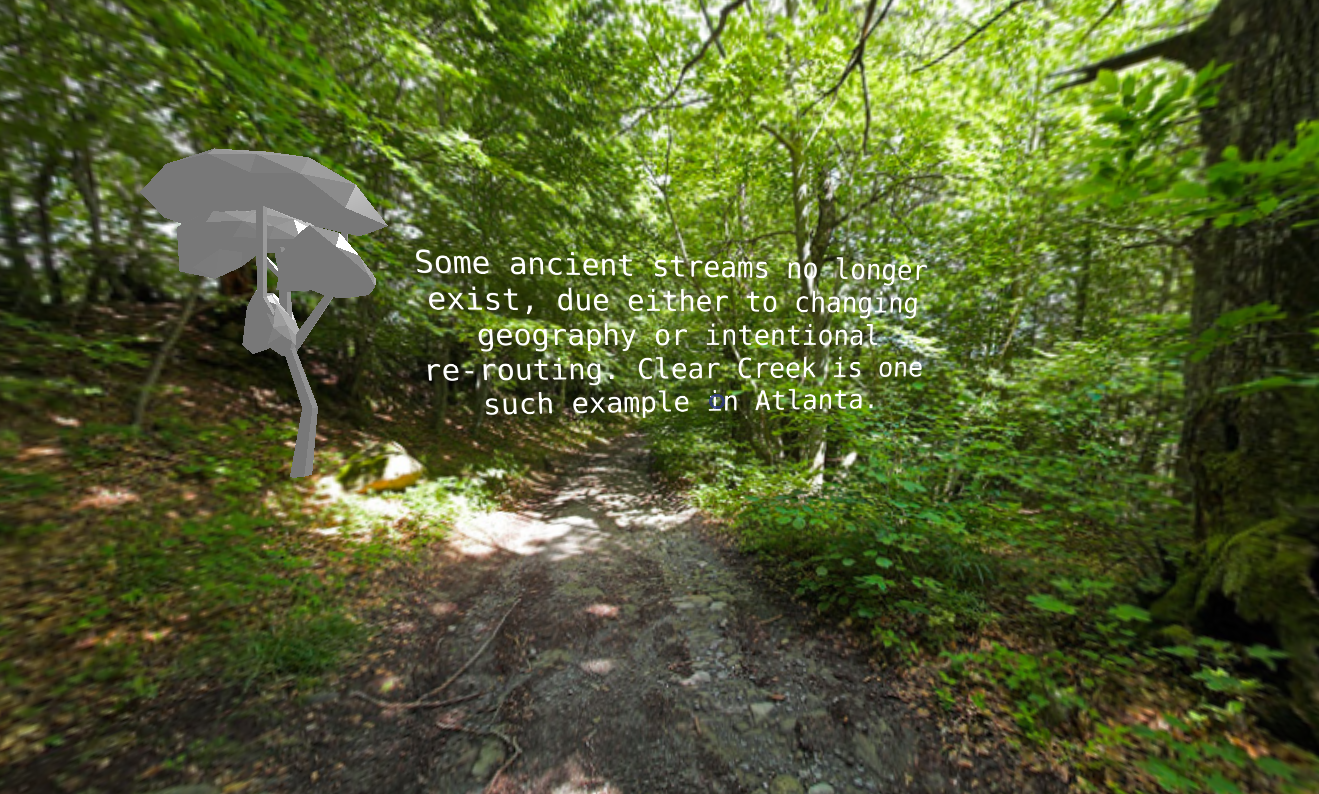 Some ancient streams no longer
exist, due either to changing
geography or intentional
re-routing. Clear Creek is one
such example in Atlanta.